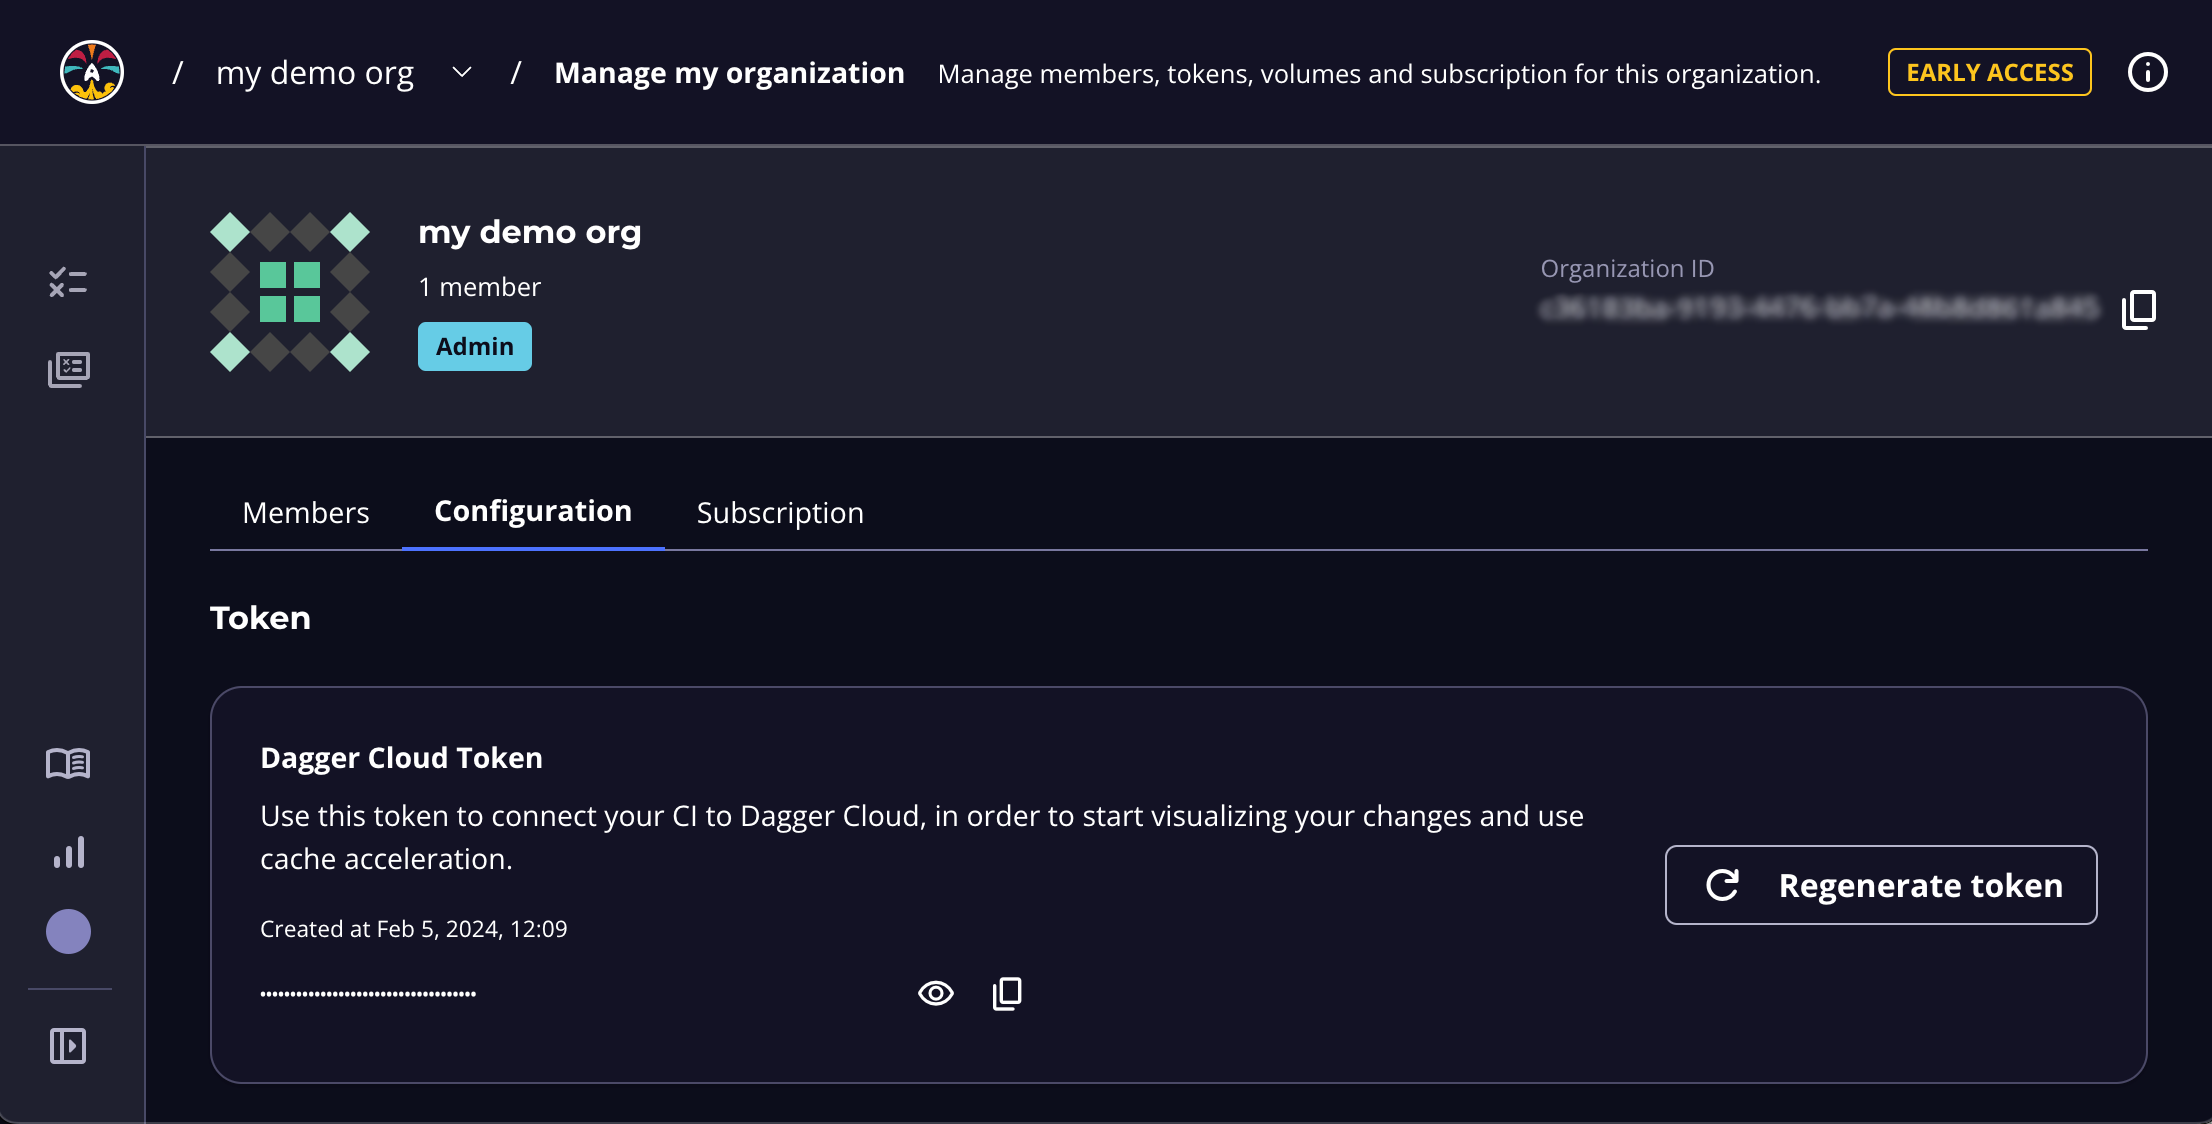 / my demo org / Manage my organization Manage members, tokens, volumes and subscription for this organization. EARLY ACCESS
my demo org
1 member
Admin
Organization ID
Members Configuration Subscription
Token
Dagger Cloud Token
Use this token to connect your CI to Dagger Cloud, in order to start visualizing your changes and use
cache acceleration.
Regenerate token
Created at Feb 5, 2024, 12:09
••••••••••••••••••••••••••••••••••••